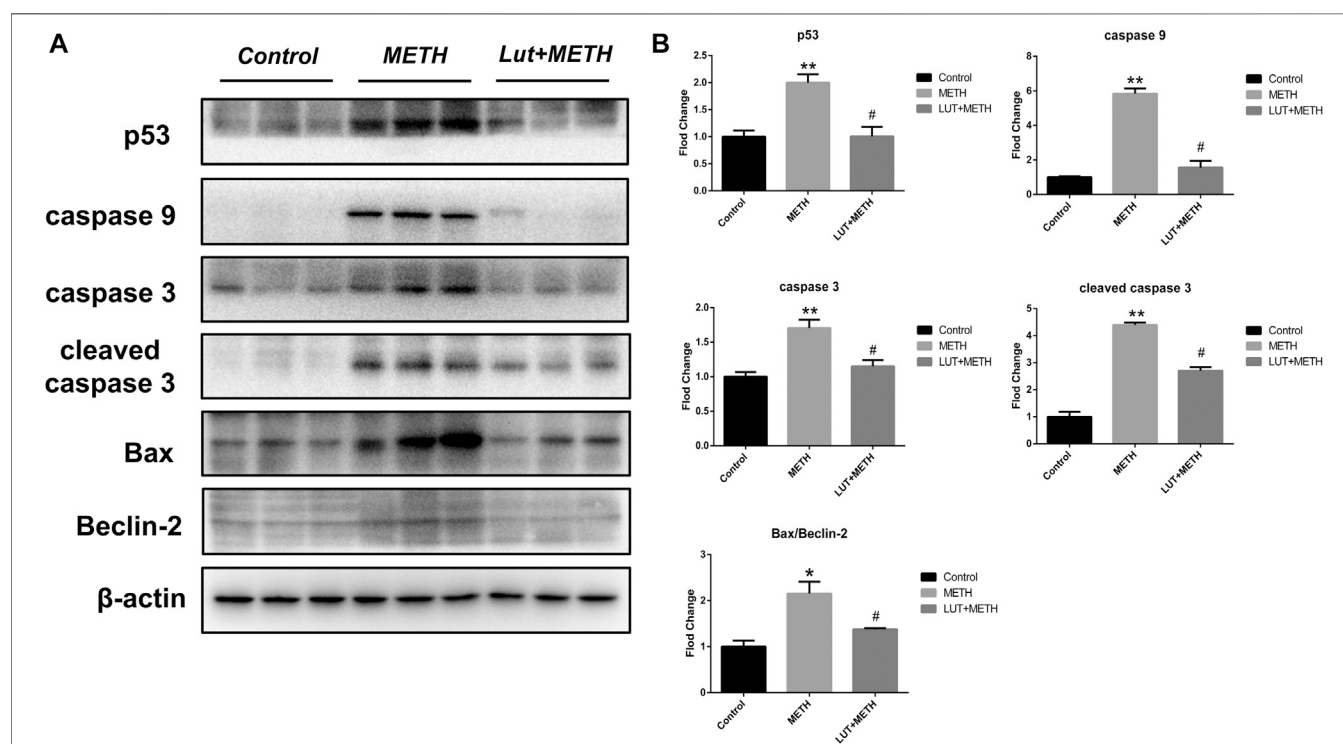 A
Control METH Lut+METH
p53
caspase 9
caspase 3
cleaved
caspase 3
Bax
Beclin-2
β-actin
B
p53
Flod Change
2.5
2.0
1.5
1.0
0.5
0.0
Control
METH
LUT+METH
**
#
Control
METH
LUT+METH
caspase 9
Flod Change
8
6
4
2
0
Control
METH
LUT+METH
**
#
Control
METH
LUT+METH
caspase 3
Flod Change
2.0
1.5
1.0
0.5
0.0
Control
METH
LUT+METH
**
#
Control
METH
LUT+METH
cleaved caspase 3
Flod Change
5
4
3
2
1
0
Control
METH
LUT+METH
**
#
Control
METH
LUT+METH
Bax/Beclin-2
Flod Change
3
2
1
0
Control
METH
LUT+METH
*
#
Control
METH
LUT+METH